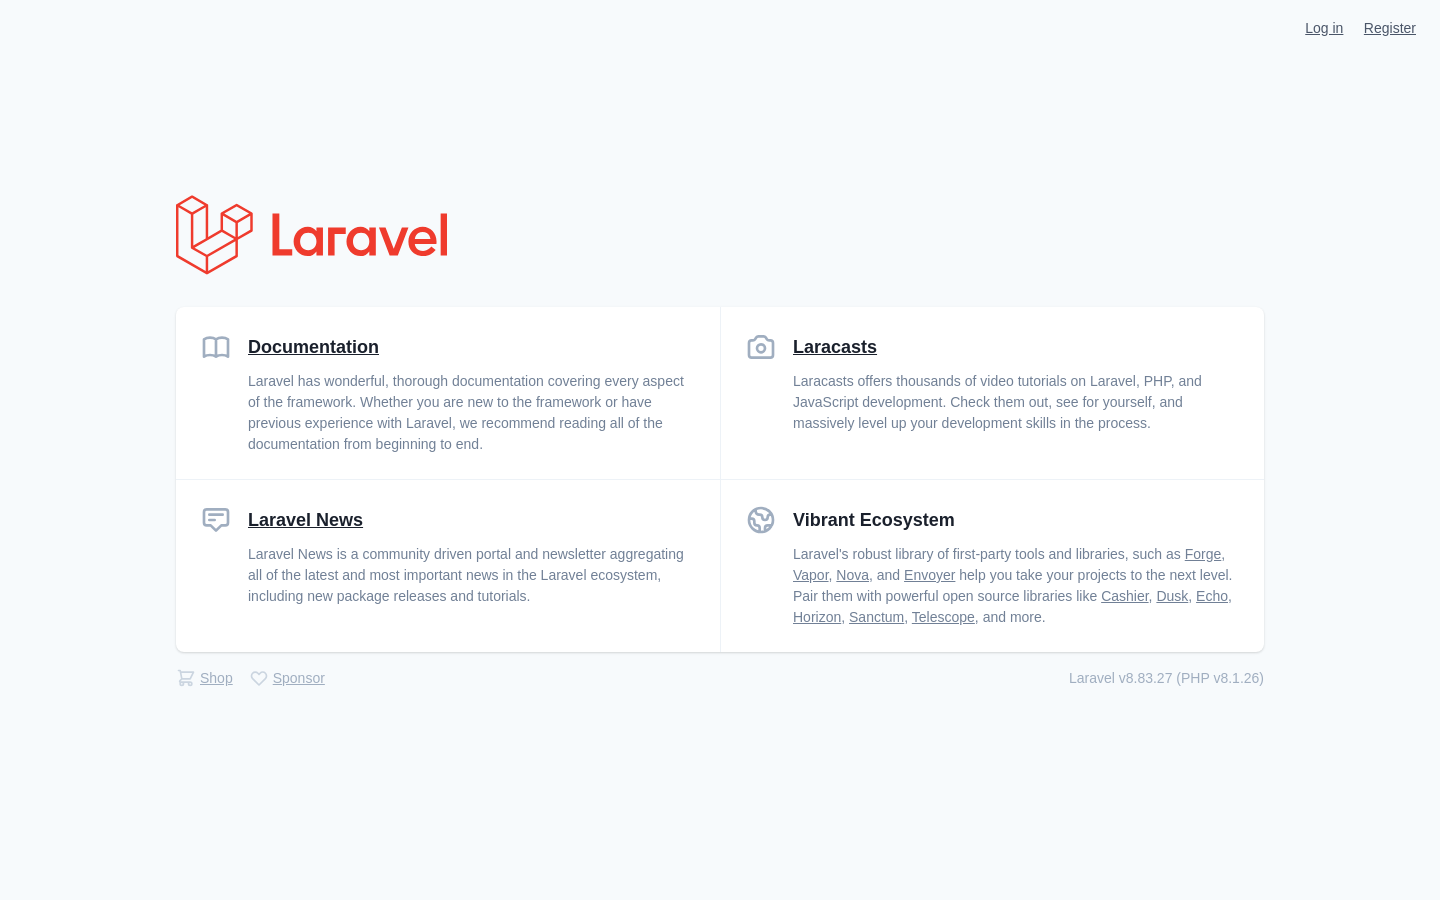 Log in Register
Laravel
Documentation
Laravel has wonderful, thorough documentation covering every aspect
of the framework. Whether you are new to the framework or have
previous experience with Laravel, we recommend reading all of the
documentation from beginning to end.
Laracasts
Laracasts offers thousands of video tutorials on Laravel, PHP, and
JavaScript development. Check them out, see for yourself, and
massively level up your development skills in the process.
Laravel News
Laravel News is a community driven portal and newsletter aggregating
all of the latest and most important news in the Laravel ecosystem,
including new package releases and tutorials.
Vibrant Ecosystem
Laravel's robust library of first-party tools and libraries, such as Forge,
Vapor, Nova, and Envoyer help you take your projects to the next level.
Pair them with powerful open source libraries like Cashier, Dusk, Echo,
Horizon, Sanctum, Telescope, and more.
Shop Sponsor
Laravel v8.83.27 (PHP v8.1.26)